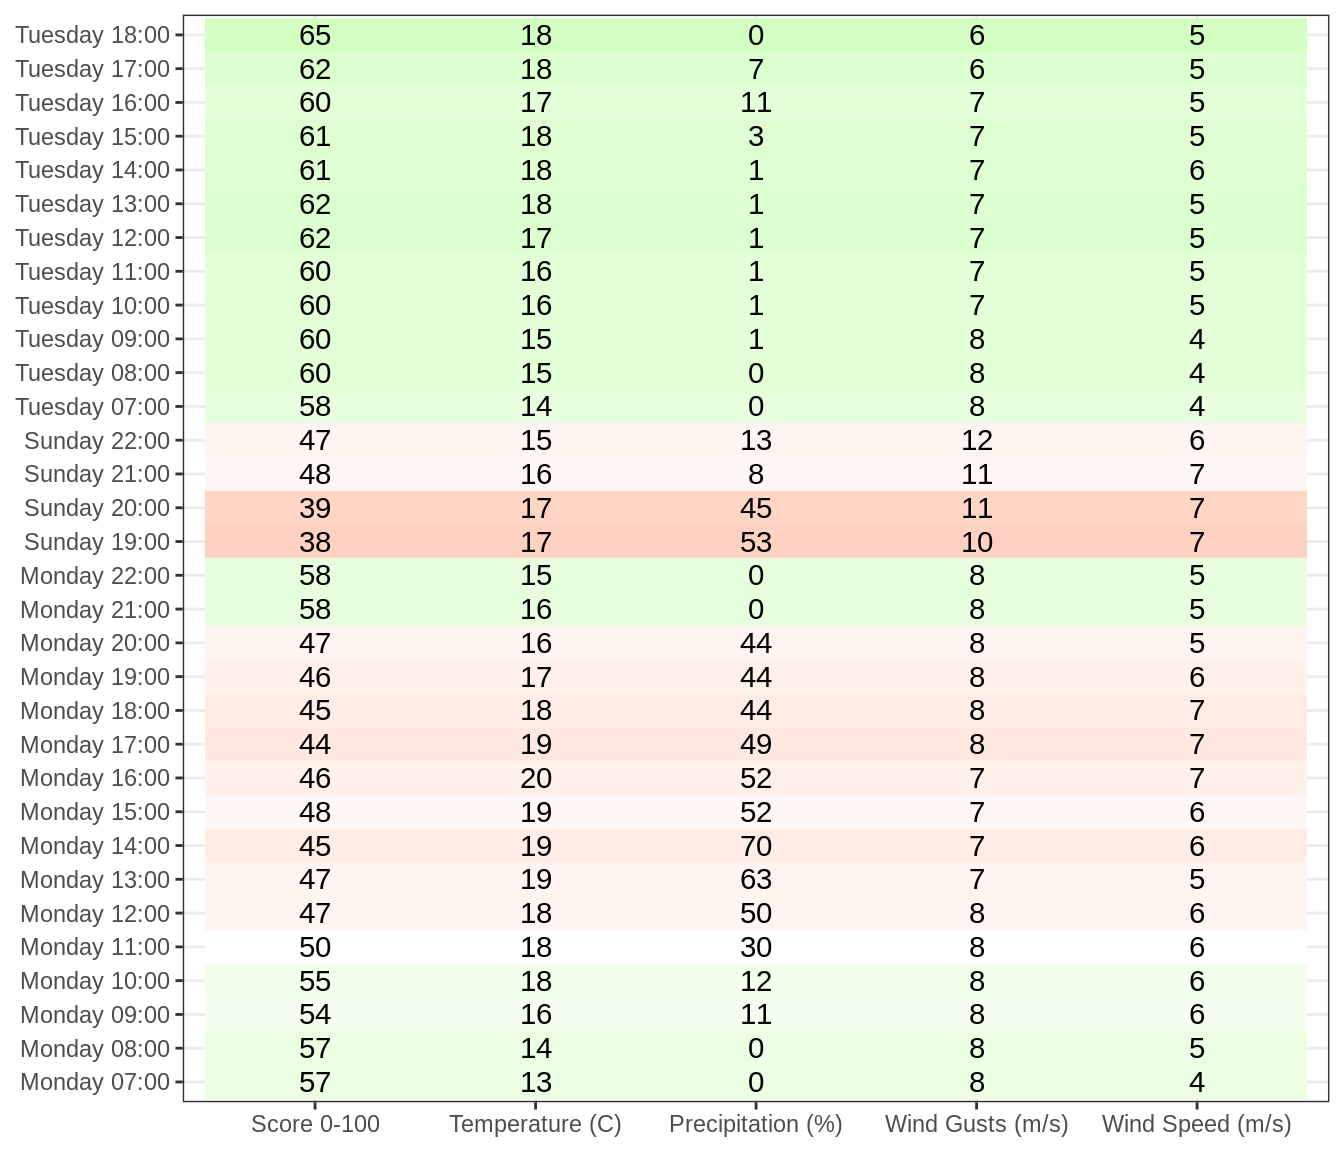 Tuesday 18:00 65 18 0 6 5
Tuesday 17:00 62 18 7 6 5
Tuesday 16:00 60 17 11 7 5
Tuesday 15:00 61 18 3 7 5
Tuesday 14:00 61 18 1 7 6
Tuesday 13:00 62 18 1 7 5
Tuesday 12:00 62 17 1 7 5
Tuesday 11:00 60 16 1 7 5
Tuesday 10:00 60 16 1 7 5
Tuesday 09:00 60 15 1 8 4
Tuesday 08:00 60 15 0 8 4
Tuesday 07:00 58 14 0 8 4
Sunday 22:00 47 15 13 12 6
Sunday 21:00 48 16 8 11 7
Sunday 20:00 39 17 45 11 7
Sunday 19:00 38 17 53 10 7
Monday 22:00 58 15 0 8 5
Monday 21:00 58 16 0 8 5
Monday 20:00 47 16 44 8 5
Monday 19:00 46 17 44 8 6
Monday 18:00 45 18 44 8 7
Monday 17:00 44 19 49 8 7
Monday 16:00 46 20 52 7 7
Monday 15:00 48 19 52 7 6
Monday 14:00 45 19 70 7 6
Monday 13:00 47 19 63 7 5
Monday 12:00 47 18 50 8 6
Monday 11:00 50 18 30 8 6
Monday 10:00 55 18 12 8 6
Monday 09:00 54 16 11 8 6
Monday 08:00 57 14 0 8 5
Monday 07:00 57 13 0 8 4
Score 0-100 Temperature (C) Precipitation (%) Wind Gusts (m/s) Wind Speed (m/s)